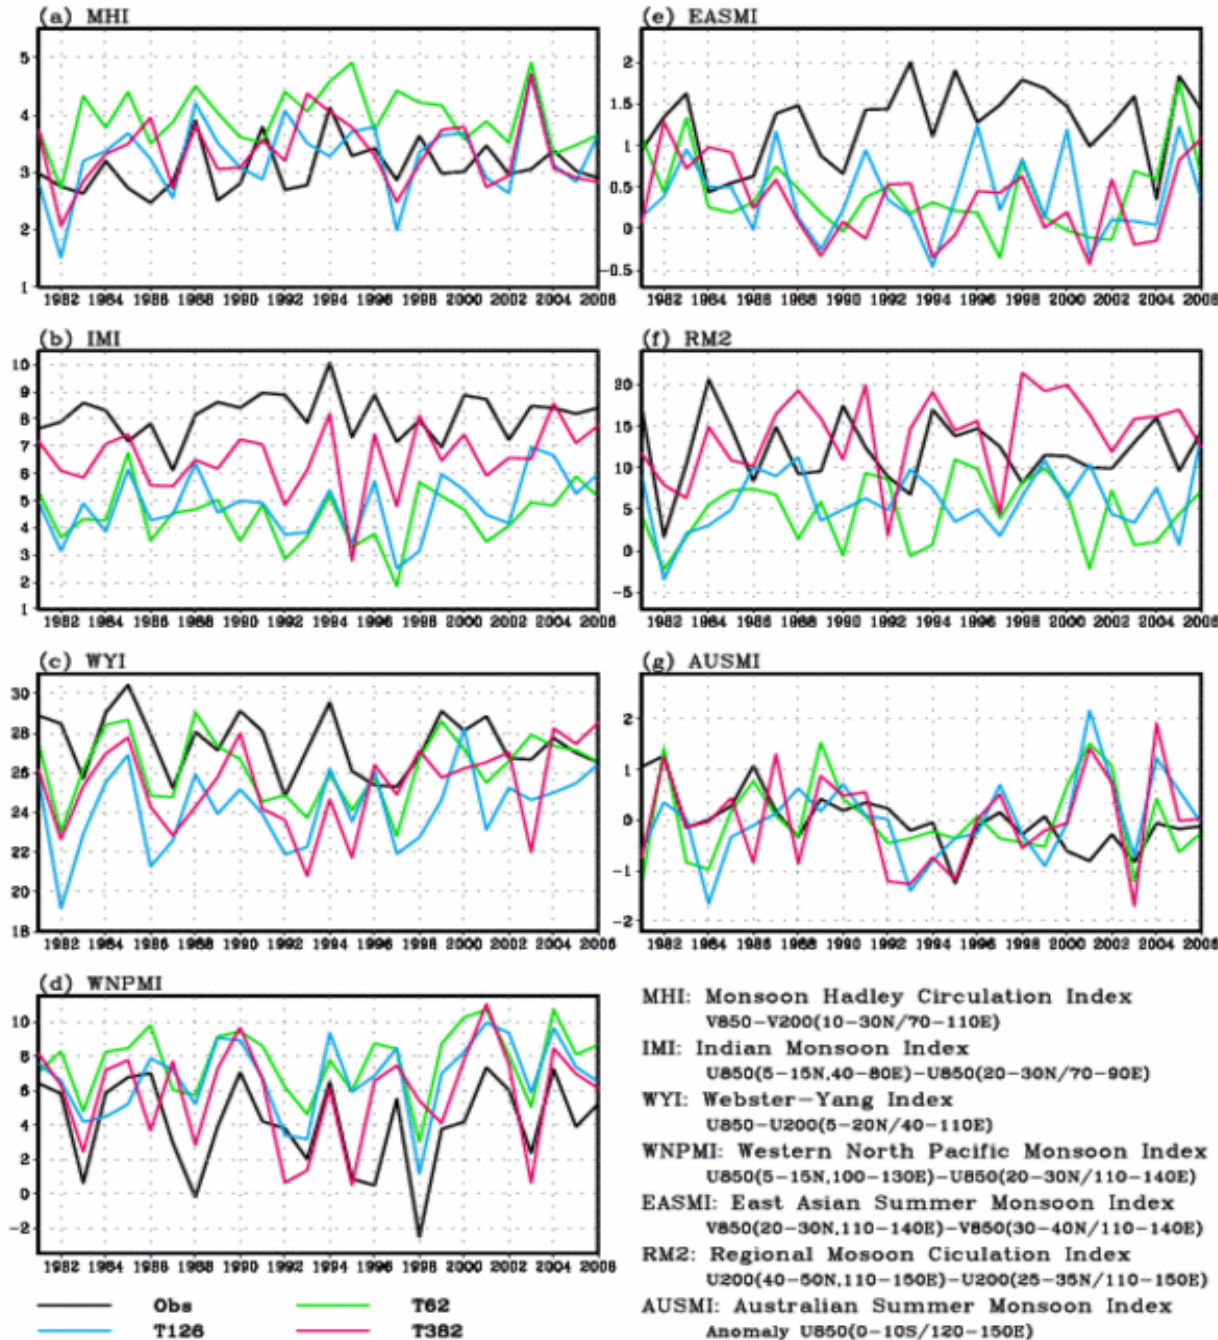 (a) MHI
5
4
3
2
1
1982 1984 1986 1988 1990 1992 1994 1996 1998 2000 2002 2004 2006
(b) IMI
10
9
8
7
6
5
4
3
2
1
1982 1984 1986 1988 1990 1992 1994 1996 1998 2000 2002 2004 2006
(c) WYI
30
28
26
24
22
20
18
1982 1984 1986 1988 1990 1992 1994 1996 1998 2000 2002 2004 2006
(d) WNPMI
10
8
6
4
2
0
-2
1982 1984 1986 1988 1990 1992 1994 1996 1998 2000 2002 2004 2006
Obs T62
T126 T382
(e) EASMI
2
1.5
1
0.5
0
-0.5
1982 1984 1986 1988 1990 1992 1994 1996 1998 2000 2002 2004 2006
(f) RM2
20
15
10
5
0
-5
1982 1984 1986 1988 1990 1992 1994 1996 1998 2000 2002 2004 2006
(g) AUSMI
2
1
0
-1
-2
1982 1984 1986 1988 1990 1992 1994 1996 1998 2000 2002 2004 2006
MHI: Monsoon Hadley Circulation Index
V850-V200(10-30N/70-110E)
IMI: Indian Monsoon Index
U850(5-15N,40-80E)-U850(20-30N/70-90E)
WYI: Webster-Yang Index
U850-U200(5-20N/40-110E)
WNPMI: Western North Pacific Monsoon Index
U850(5-15N,100-130E)-U850(20-30N/110-140E)
EASMI: East Asian Summer Monsoon Index
V850(20-30N,110-140E)-V850(30-40N/110-140E)
RM2: Regional Mosoon Ciculation Index
U200(40-50N,110-150E)-U200(25-35N/110-150E)
AUSMI: Australian Summer Monsoon Index
Anomaly U850(0-10S/120-150E)